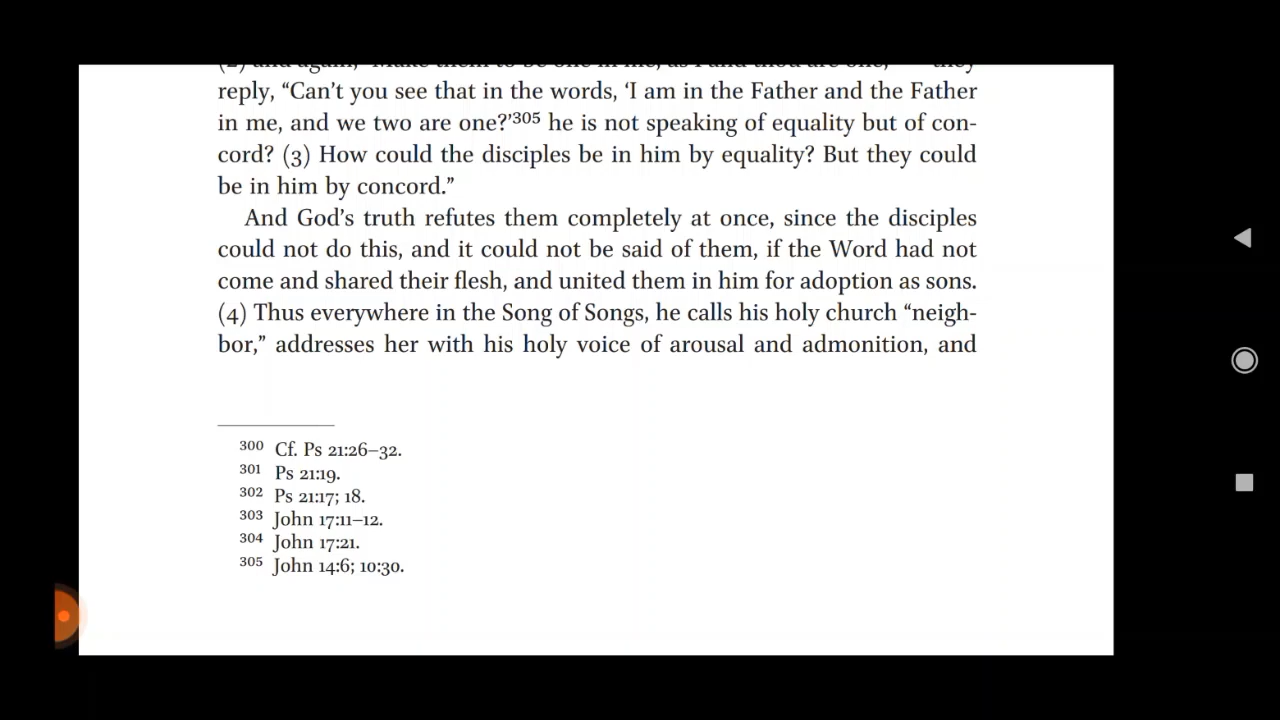 reply, “Can’t you see that in the words, ‘I am in the Father and the Father
in me, and we two are one?’305 he is not speaking of equality but of con-
cord? (3) How could the disciples be in him by equality? But they could
be in him by concord.”
And God’s truth refutes them completely at once, since the disciples
could not do this, and it could not be said of them, if the Word had not
come and shared their flesh, and united them in him for adoption as sons.
(4) Thus everywhere in the Song of Songs, he calls his holy church “neigh-
bor,” addresses her with his holy voice of arousal and admonition, and
300 Cf. Ps 21:26–32.
301 Ps 21:19.
302 Ps 21:17; 18.
303 John 17:11–12.
304 John 17:21.
305 John 14:6; 10:30.